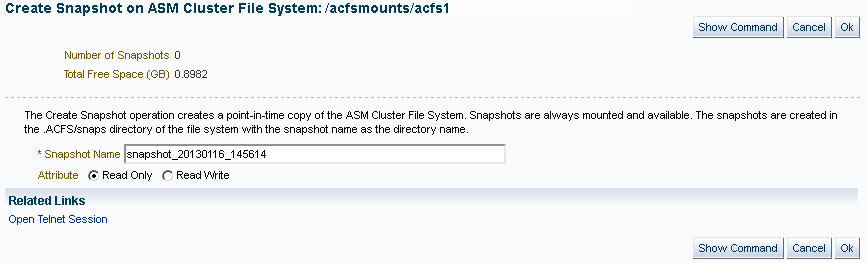 Create Snapshot on ASM Cluster File System: /acfsmounts/acfs1
Show Command Cancel Ok
Number of Snapshots 0
Total Free Space (GB) 0.8982
The Create Snapshot operation creates a point-in-time copy of the ASM Cluster File System. Snapshots are always mounted and available. The snapshots are created in
the .ACFS/snaps directory of the file system with the snapshot name as the directory name.
* Snapshot Name snapshot_20130116_145614
Attribute Read Only Read Write
Related Links
Open Telnet Session
Show Command Cancel Ok